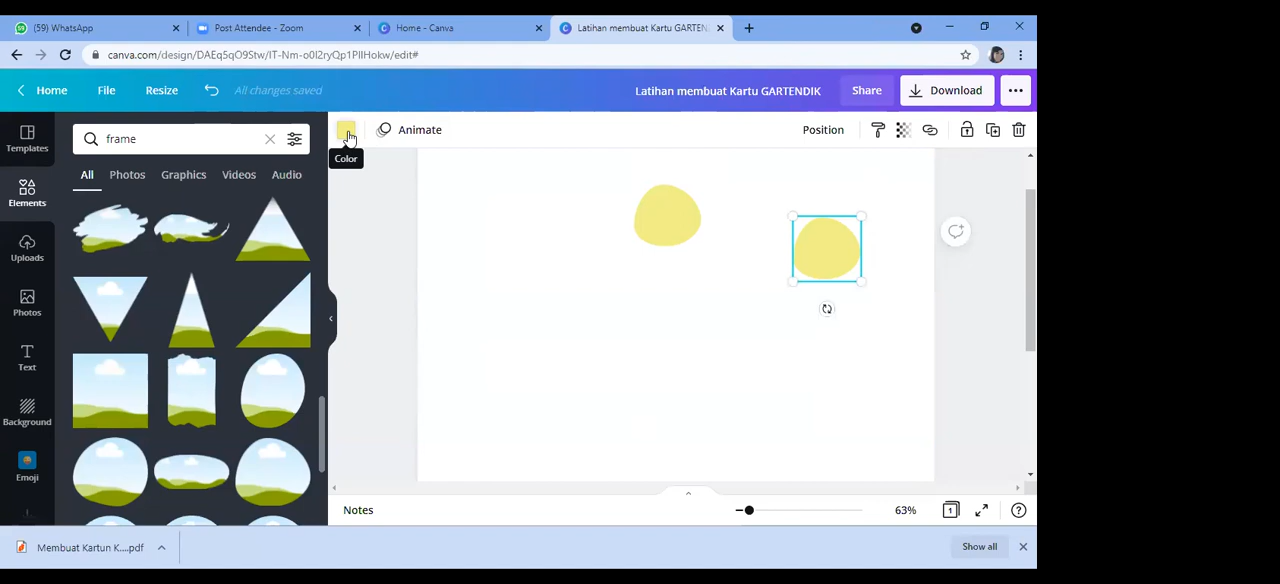 (59) WhatsApp
Post Attendee - Zoom
Home - Canva
Latihan membuat Kartu GARTEN
canva.com/design/DAEq5qO9Stw/IT-Nm-o0l2ryQp1PIIHokw/edit#
Home File Resize All changes saved
Latihan membuat Kartu GARTENDIK Share Download
Templates
Elements
Uploads
Photos
Text
Background
Emoji
frame
All Photos Graphics Videos Audio
Animate
Color
Position
Notes
63%
1
Membuat Kartun K....pdf
Show all